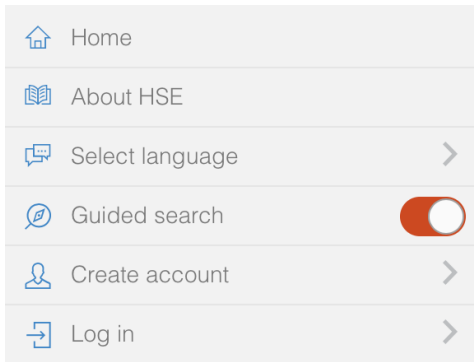 Home
About HSE
Select language
Guided search
Create account
Log in